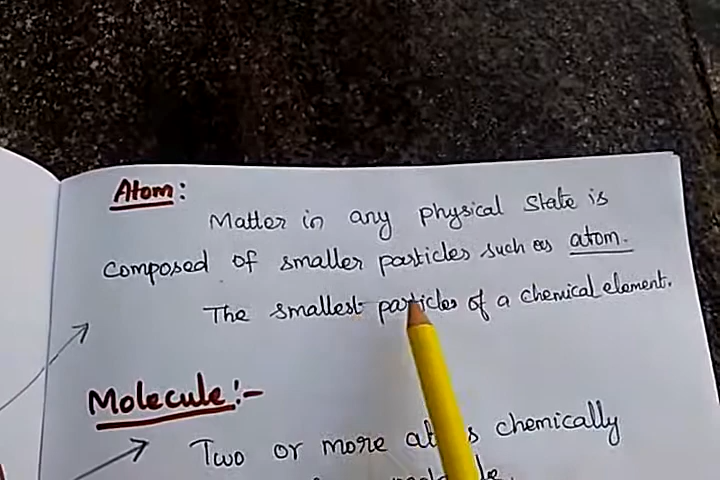 Atom:
Matter in any physical state is
composed of smaller particles such as atom.
The smallest particles of a chemical element.
Molecule:-
Two or more chemically